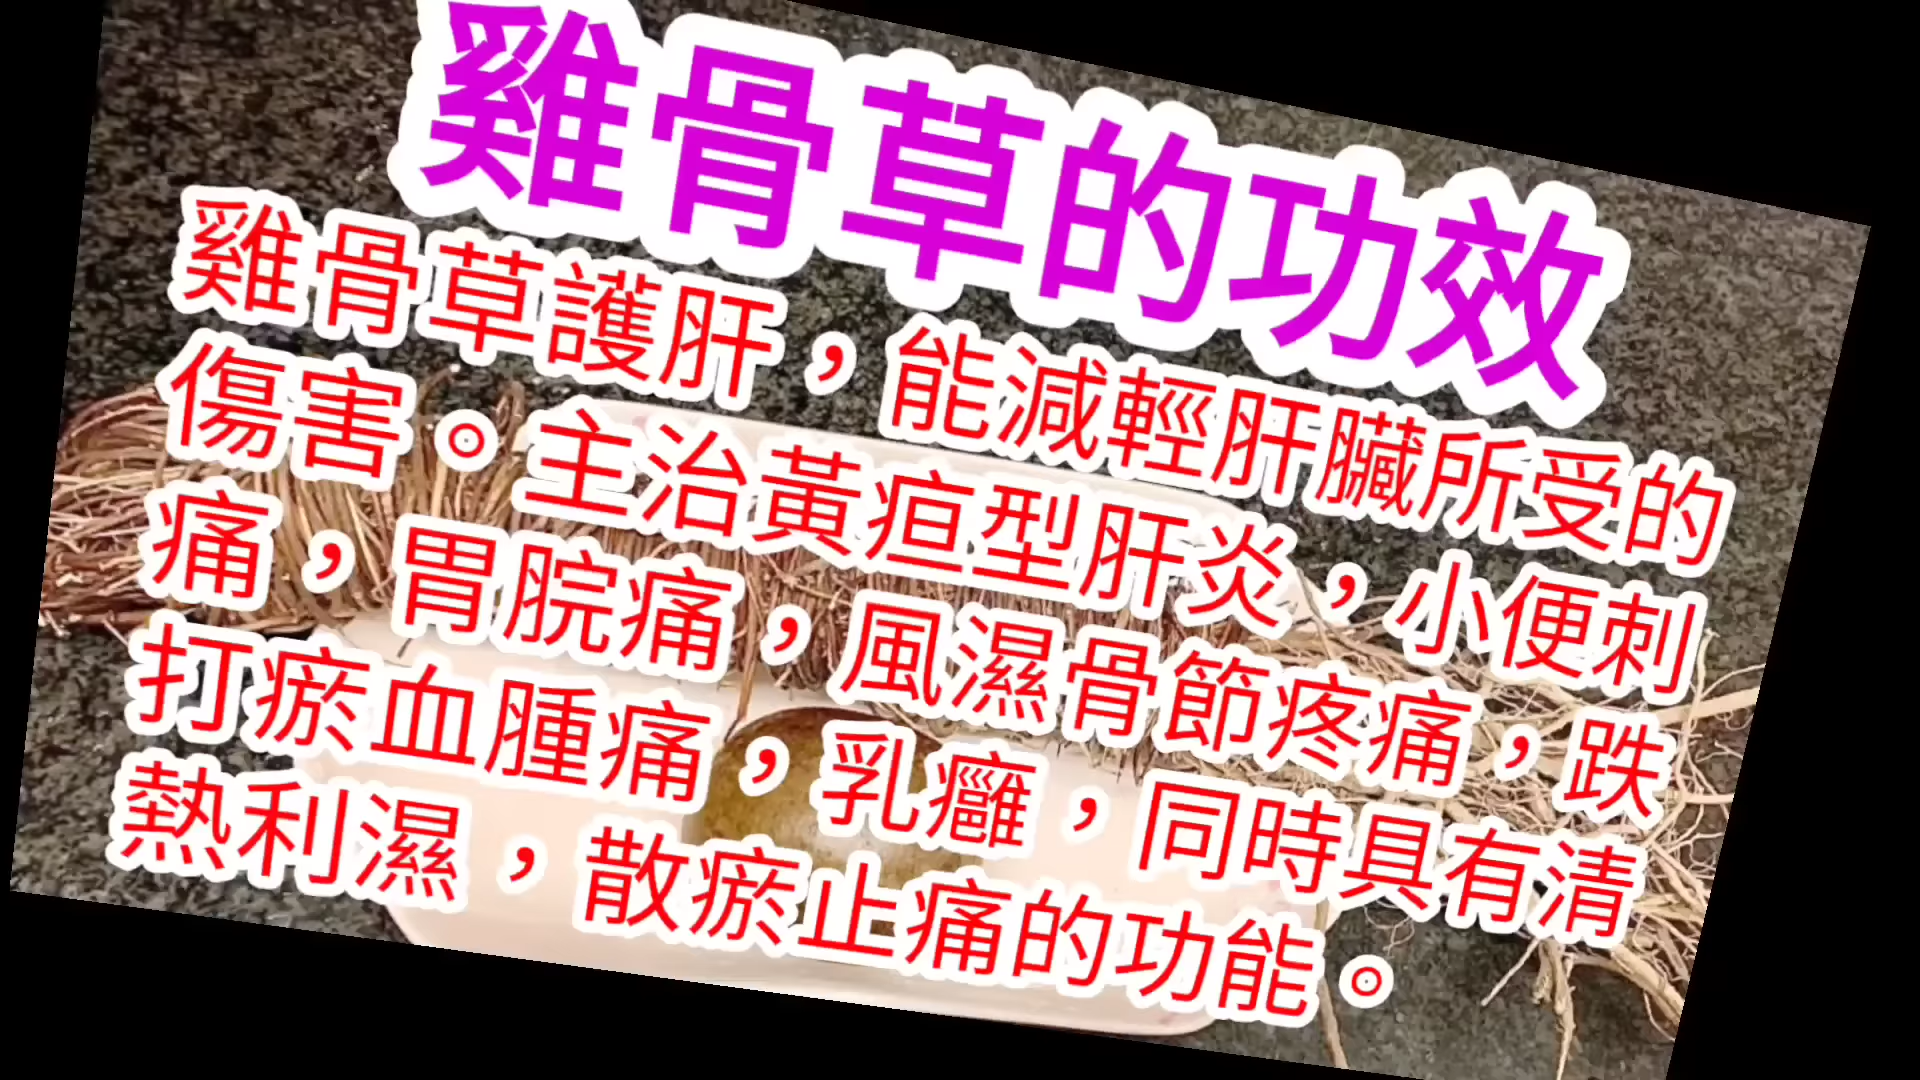 雞骨草的功效
雞骨草護肝，能減輕肝臟所受的
傷害。主治黃疸型肝炎，小便刺
痛，胃脘痛，風濕骨節疼痛，跌
打瘀血腫痛，乳癰，同時具有清
熱利濕，散瘀止痛的功能。